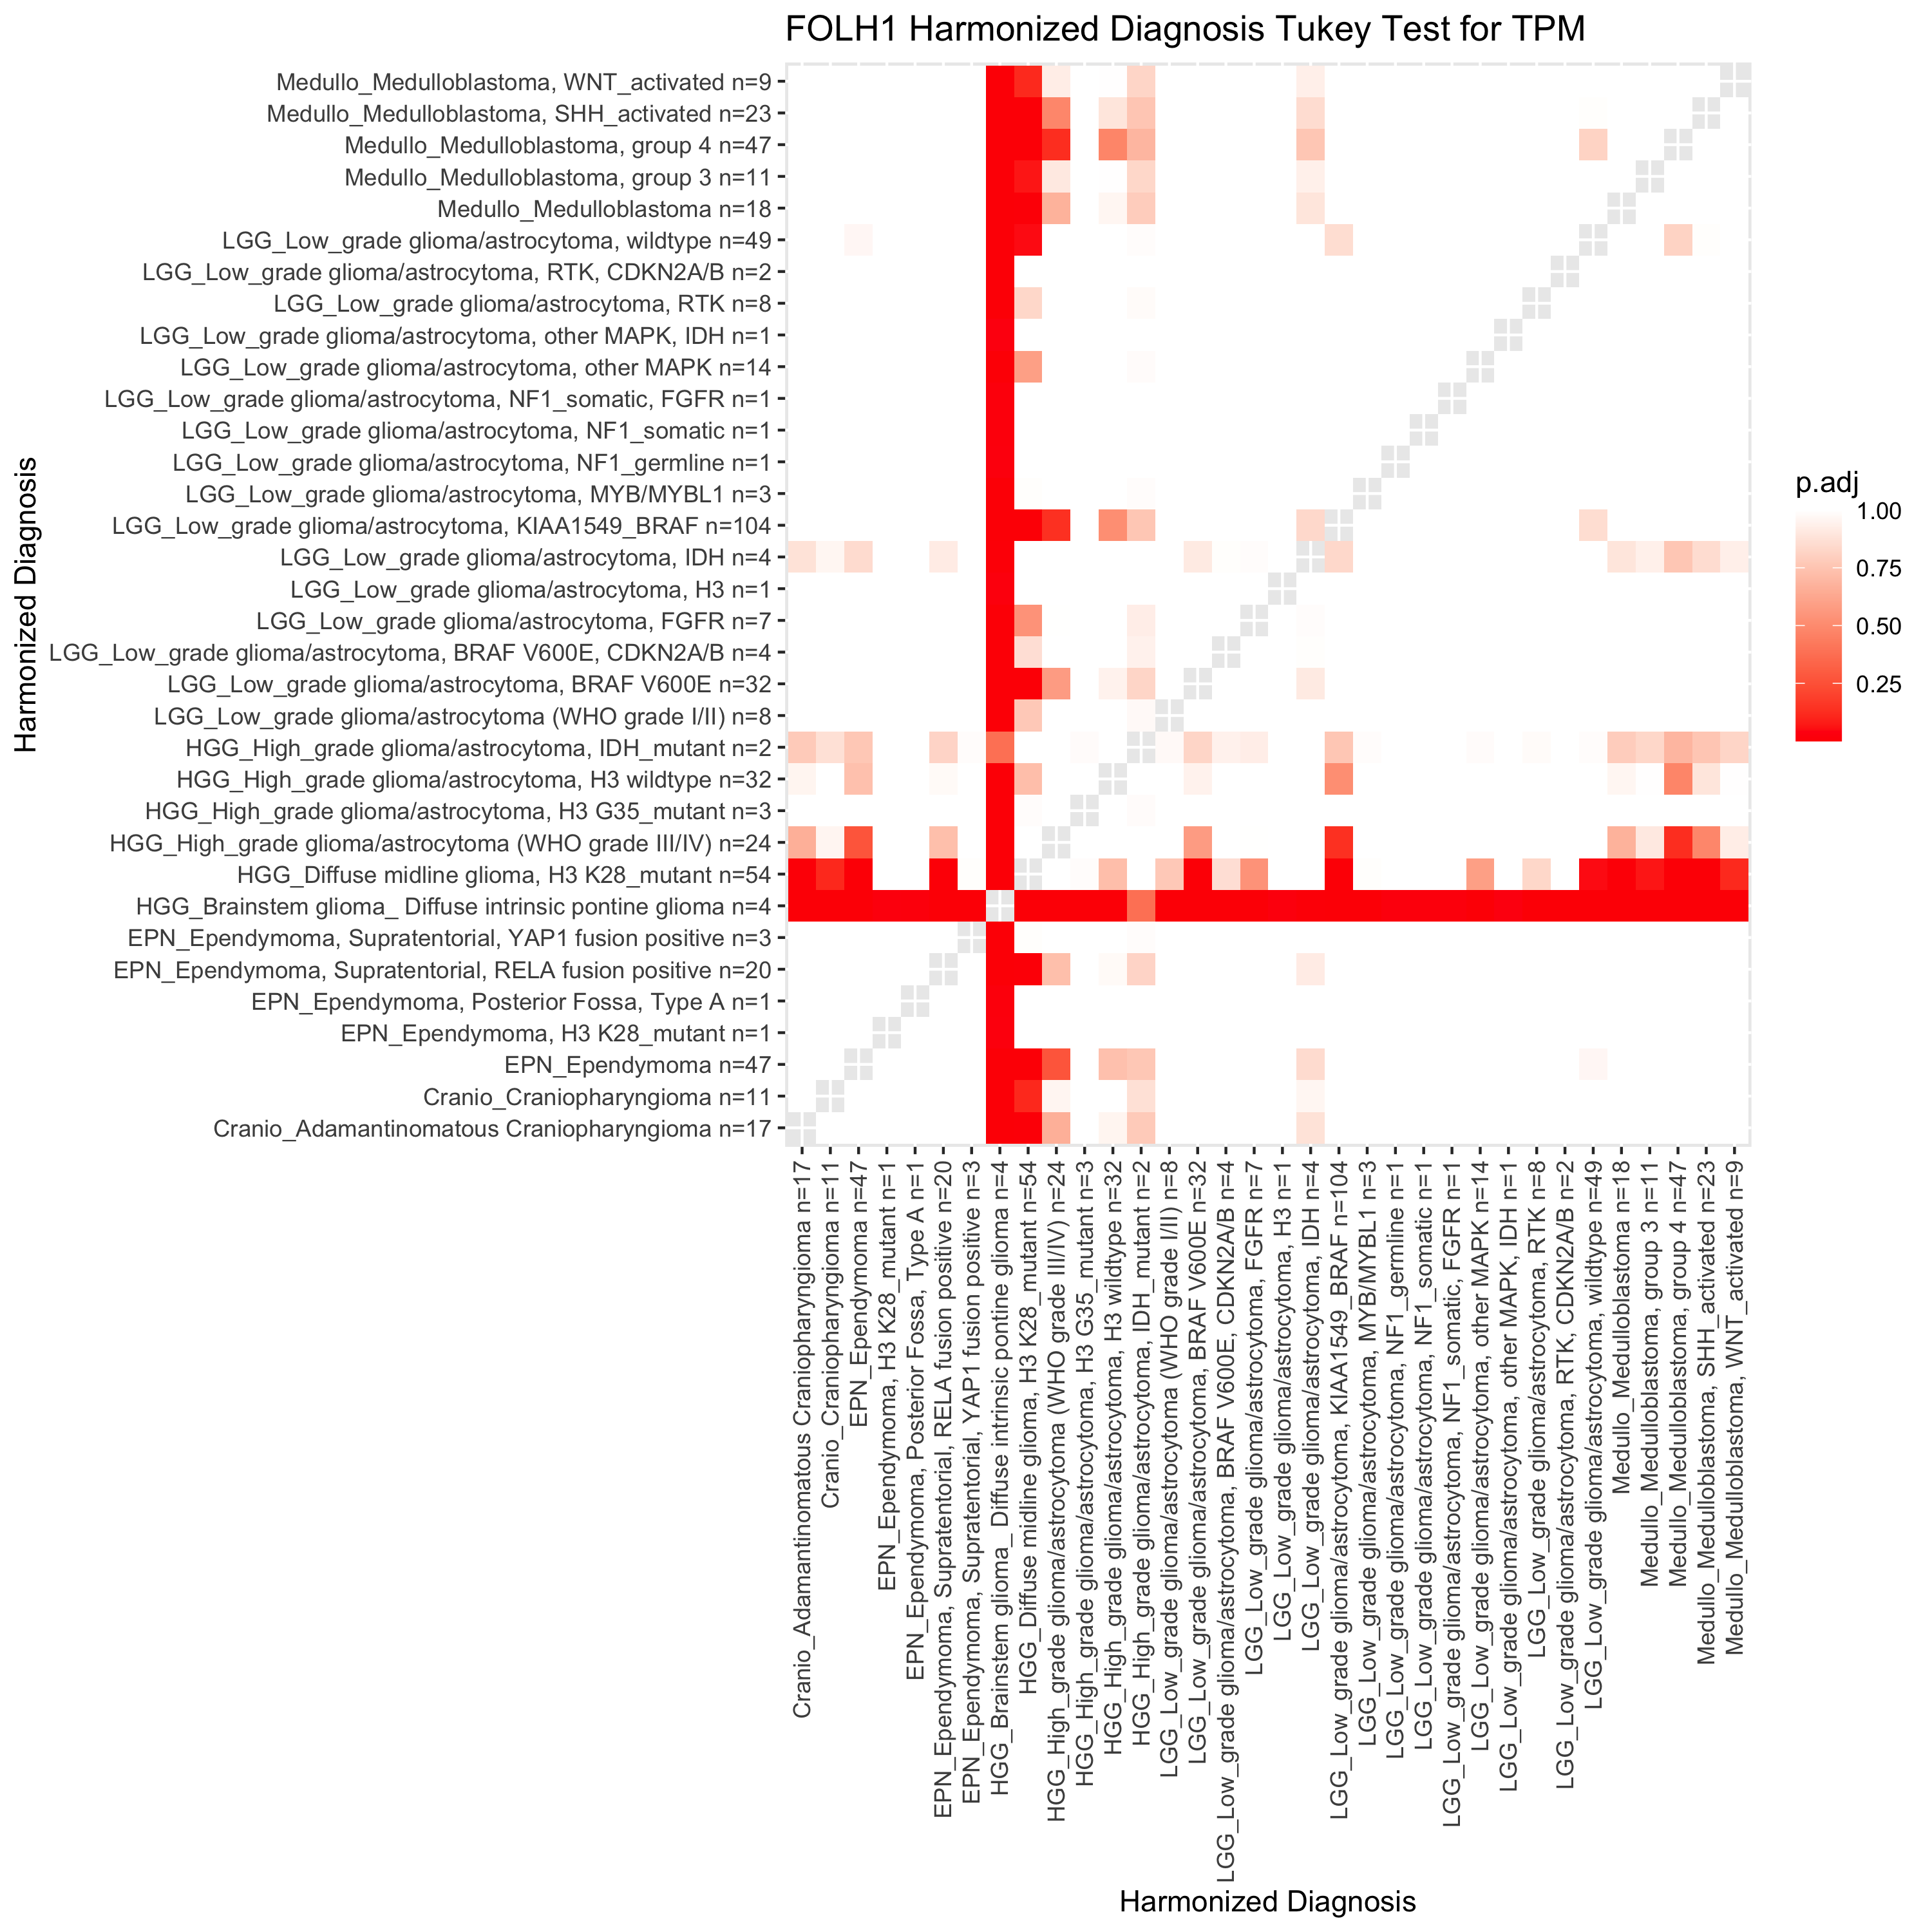 FOLH1 Harmonized Diagnosis Tukey Test for TPM
Harmonized Diagnosis
Medullo_Medulloblastoma, WNT_activated n=9
Medullo_Medulloblastoma, SHH_activated n=23
Medullo_Medulloblastoma, group 4 n=47
Medullo_Medulloblastoma, group 3 n=11
Medullo_Medulloblastoma n=18
LGG_Low_grade glioma/astrocytoma, wildtype n=49
LGG_Low_grade glioma/astrocytoma, RTK, CDKN2A/B n=2
LGG_Low_grade glioma/astrocytoma, RTK n=8
LGG_Low_grade glioma/astrocytoma, other MAPK, IDH n=1
LGG_Low_grade glioma/astrocytoma, other MAPK n=14
LGG_Low_grade glioma/astrocytoma, NF1_somatic, FGFR n=1
LGG_Low_grade glioma/astrocytoma, NF1_somatic n=1
LGG_Low_grade glioma/astrocytoma, NF1_germline n=1
LGG_Low_grade glioma/astrocytoma, MYB/MYBL1 n=3
LGG_Low_grade glioma/astrocytoma, KIAA1549_BRAF n=104
LGG_Low_grade glioma/astrocytoma, IDH n=4
LGG_Low_grade glioma/astrocytoma, H3 n=1
LGG_Low_grade glioma/astrocytoma, FGFR n=7
LGG_Low_grade glioma/astrocytoma, BRAF V600E, CDKN2A/B n=4
LGG_Low_grade glioma/astrocytoma, BRAF V600E n=32
LGG_Low_grade glioma/astrocytoma (WHO grade I/II) n=8
HGG_High_grade glioma/astrocytoma, IDH_mutant n=2
HGG_High_grade glioma/astrocytoma, H3 wildtype n=32
HGG_High_grade glioma/astrocytoma, H3 G35_mutant n=3
HGG_High_grade glioma/astrocytoma (WHO grade III/IV) n=24
HGG_Diffuse midline glioma, H3 K28_mutant n=54
HGG_Brainstem glioma_ Diffuse intrinsic pontine glioma n=4
EPN_Ependymoma, Supratentorial, YAP1 fusion positive n=3
EPN_Ependymoma, Supratentorial, RELA fusion positive n=20
EPN_Ependymoma, Posterior Fossa, Type A n=1
EPN_Ependymoma, H3 K28_mutant n=1
EPN_Ependymoma n=47
Cranio_Craniopharyngioma n=11
Cranio_Adamantinomatous Craniopharyngioma n=17
p.adj
1.00
0.75
0.50
0.25
Cranio_Adamantinomatous Craniopharyngioma n=17
Cranio_Craniopharyngioma n=11
EPN_Ependymoma n=47
EPN_Ependymoma, H3 K28_mutant n=1
EPN_Ependymoma, Posterior Fossa, Type A n=1
EPN_Ependymoma, Supratentorial, RELA fusion positive n=20
EPN_Ependymoma, Supratentorial, YAP1 fusion positive n=3
HGG_Brainstem glioma_ Diffuse intrinsic pontine glioma n=4
HGG_Diffuse midline glioma, H3 K28_mutant n=54
HGG_High_grade glioma/astrocytoma (WHO grade III/IV) n=24
HGG_High_grade glioma/astrocytoma, H3 G35_mutant n=3
HGG_High_grade glioma/astrocytoma, H3 wildtype n=32
HGG_High_grade glioma/astrocytoma, IDH_mutant n=2
LGG_Low_grade glioma/astrocytoma (WHO grade I/II) n=8
LGG_Low_grade glioma/astrocytoma, BRAF V600E n=32
LGG_Low_grade glioma/astrocytoma, BRAF V600E, CDKN2A/B n=4
LGG_Low_grade glioma/astrocytoma, FGFR n=7
LGG_Low_grade glioma/astrocytoma, H3 n=1
LGG_Low_grade glioma/astrocytoma, IDH n=4
LGG_Low_grade glioma/astrocytoma, KIAA1549_BRAF n=104
LGG_Low_grade glioma/astrocytoma, MYB/MYBL1 n=3
LGG_Low_grade glioma/astrocytoma, NF1_germline n=1
LGG_Low_grade glioma/astrocytoma, NF1_somatic n=1
LGG_Low_grade glioma/astrocytoma, NF1_somatic, FGFR n=1
LGG_Low_grade glioma/astrocytoma, other MAPK n=14
LGG_Low_grade glioma/astrocytoma, other MAPK, IDH n=1
LGG_Low_grade glioma/astrocytoma, RTK n=8
LGG_Low_grade glioma/astrocytoma, RTK, CDKN2A/B n=2
LGG_Low_grade glioma/astrocytoma, wildtype n=49
Medullo_Medulloblastoma n=18
Medullo_Medulloblastoma, group 3 n=11
Medullo_Medulloblastoma, group 4 n=47
Medullo_Medulloblastoma, SHH_activated n=23
Medullo_Medulloblastoma, WNT_activated n=9
Harmonized Diagnosis